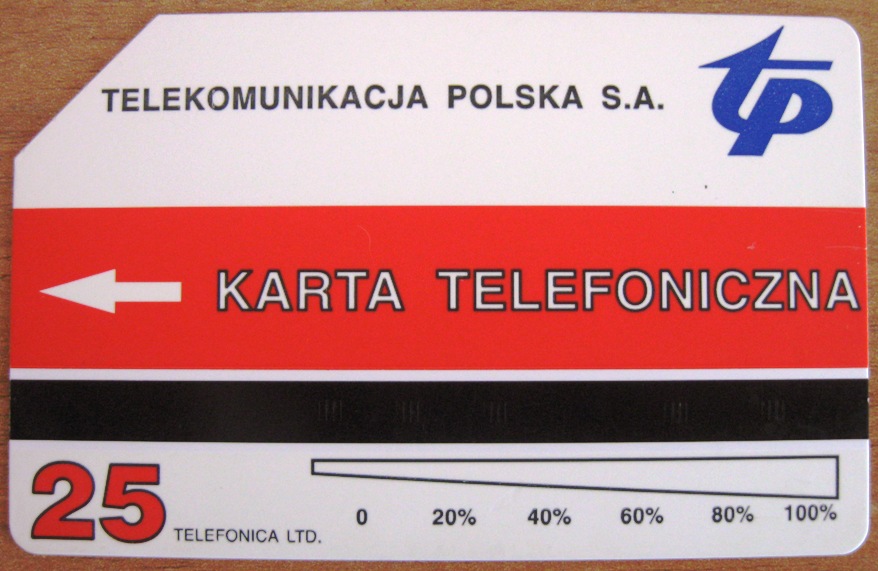 TELEKOMUNIKACJA POLSKA S.A.
tp
KARTA TELEFONICZNA
25
TELEFONICA LTD.
0 20% 40% 60% 80% 100%